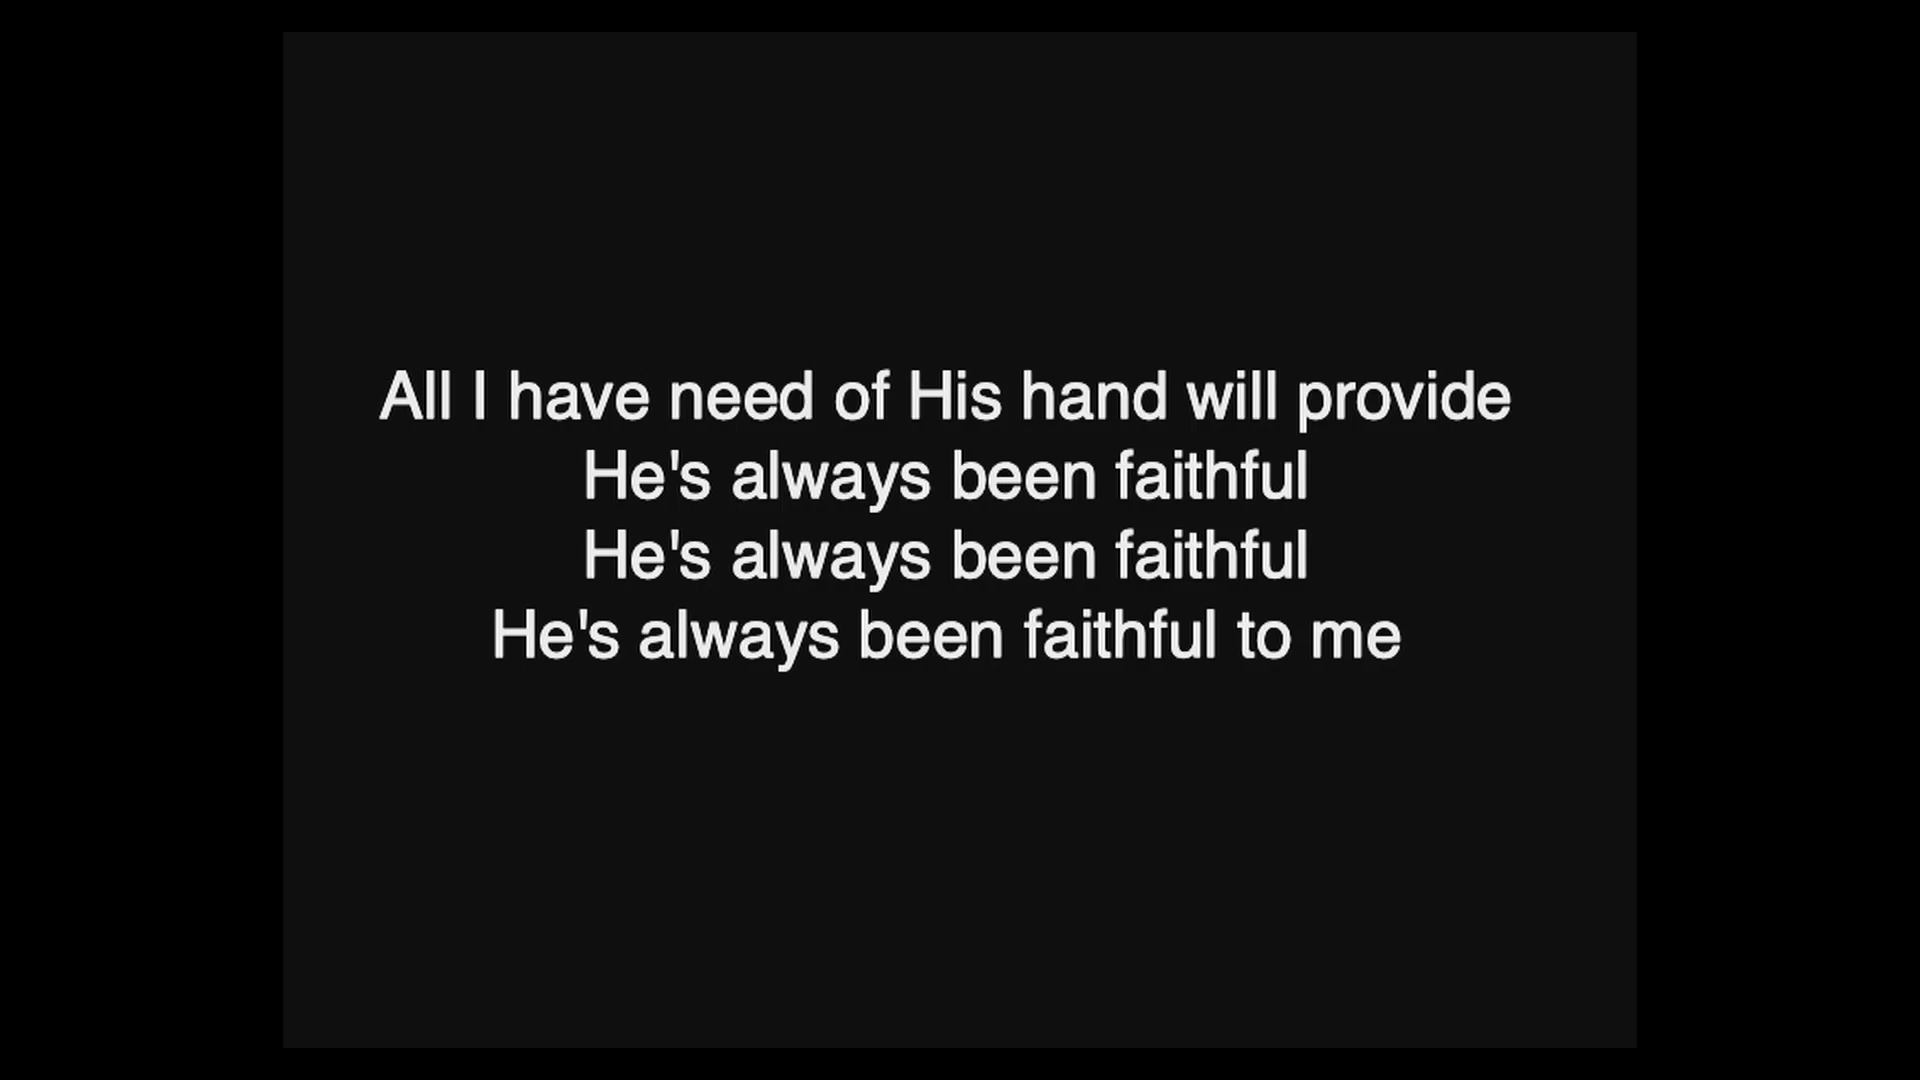 All I have need of His hand will provide
He's always been faithful
He's always been faithful
He's always been faithful to me